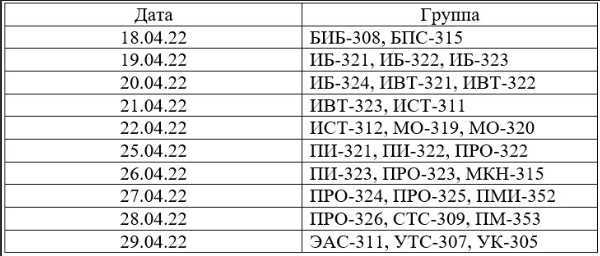 Дата Группа
18.04.22 БИБ-308, БПС-315
19.04.22 ИБ-321, ИБ-322, ИБ-323
20.04.22 ИБ-324, ИВТ-321, ИВТ-322
21.04.22 ИВТ-323, ИСТ-311
22.04.22 ИСТ-312, МО-319, МО-320
25.04.22 ПИ-321, ПИ-322, ПРО-322
26.04.22 ПИ-323, ПРО-323, МКН-315
27.04.22 ПРО-324, ПРО-325, ПМИ-352
28.04.22 ПРО-326, СТС-309, ПМ-353
29.04.22 ЭАС-311, УТС-307, УК-305